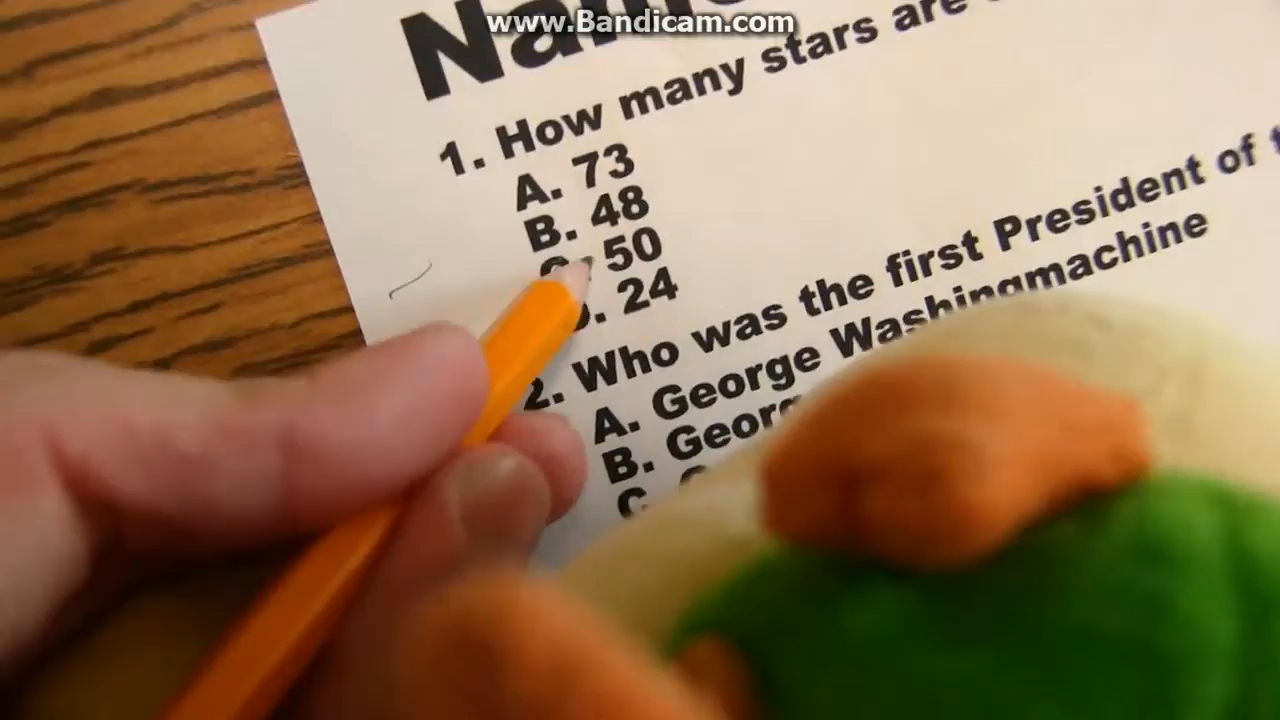 www.Bandicam.com
1. How many stars are
A. 73
B. 48
C. 50
24
2. Who was the first President of
A. George Washingmachine
B.
C.